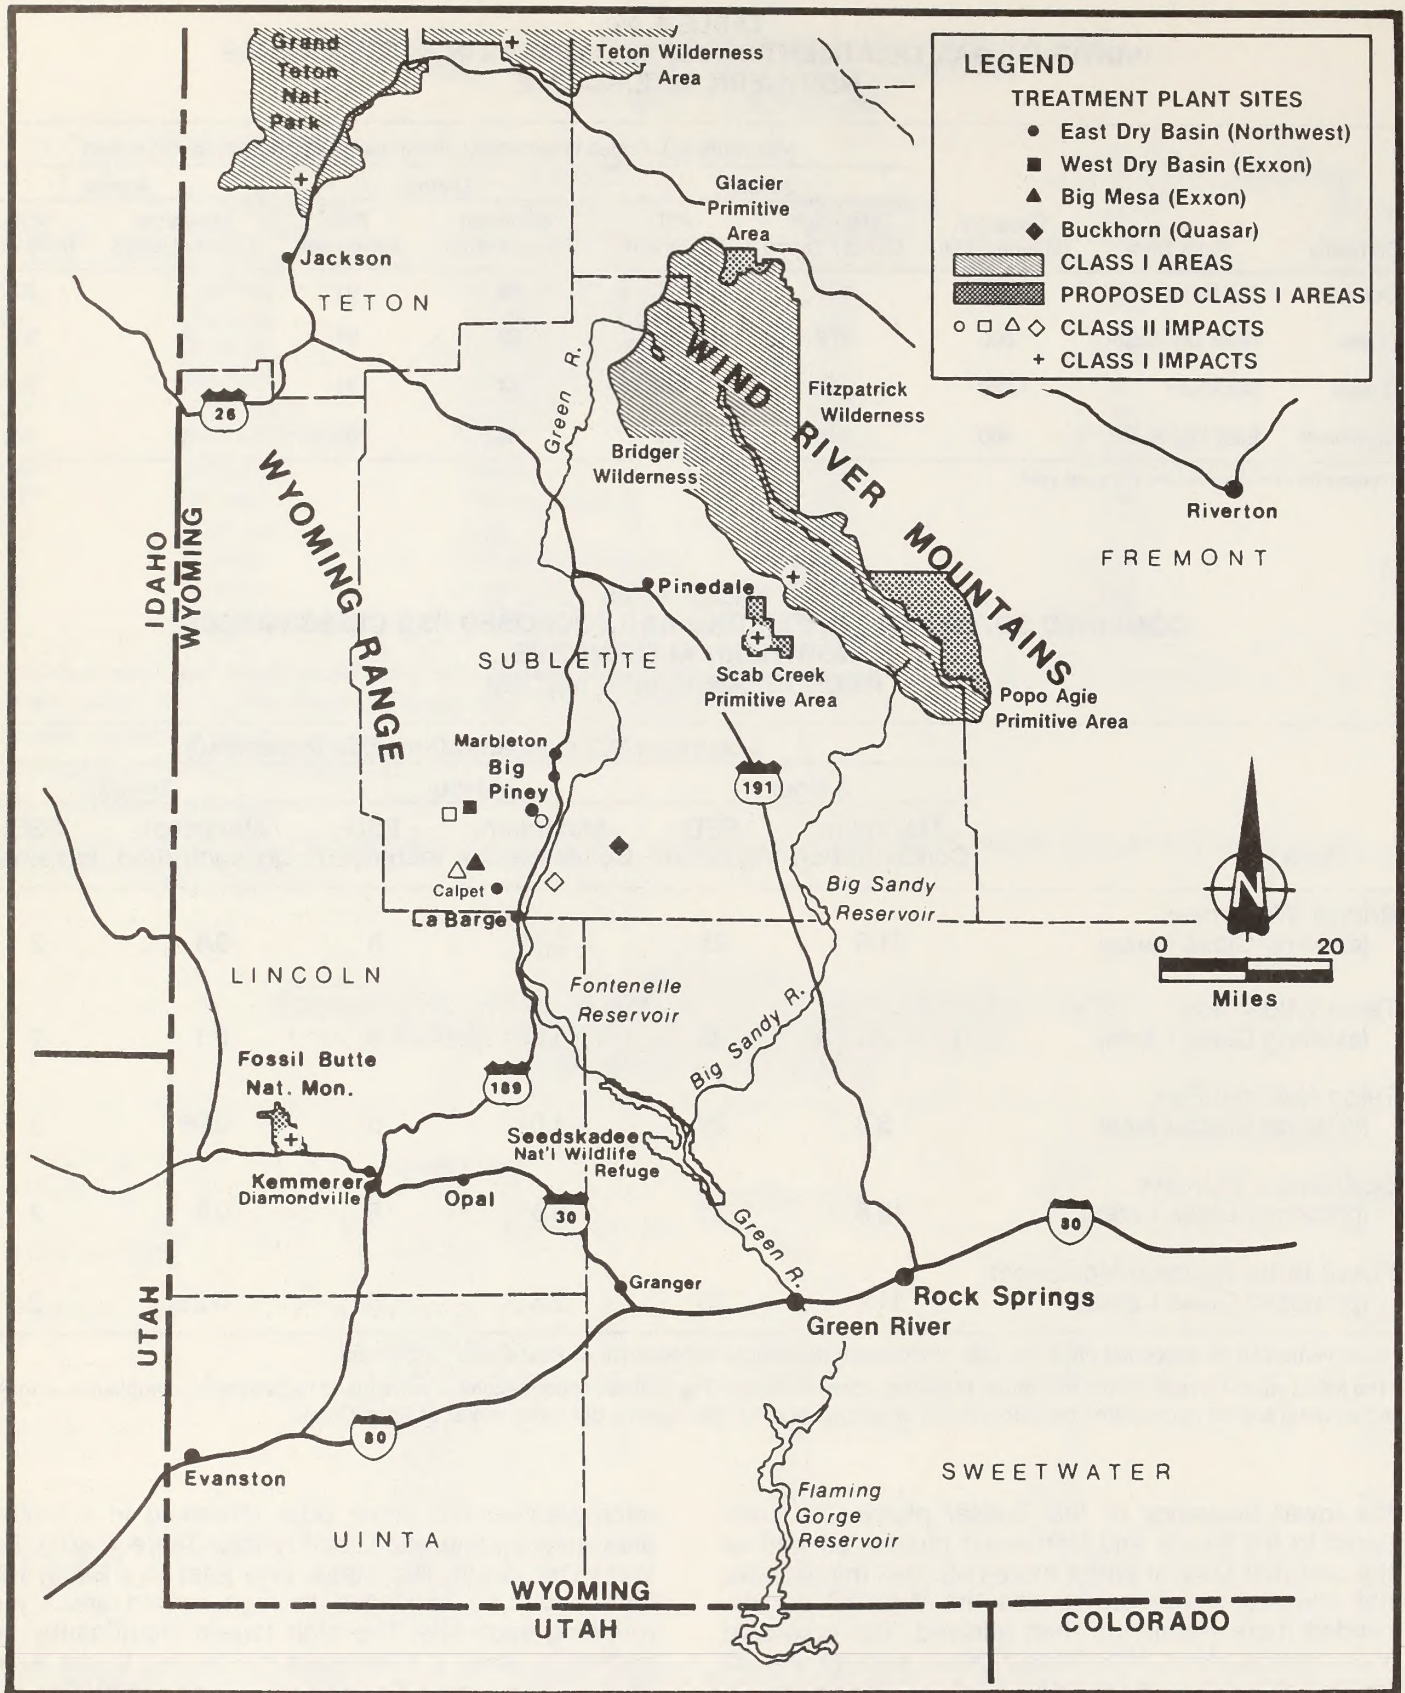 Grand
Teton
Nat.
Park
Teton Wilderness
Area
LEGEND
TREATMENT PLANT SITES
East Dry Basin (Northwest)
West Dry Basin (Exxon)
Big Mesa (Exxon)
Buckhorn (Quasar)
CLASS I AREAS
PROPOSED CLASS I AREAS
CLASS II IMPACTS
+ CLASS I IMPACTS
Glacier
Primitive
Area
Jackson
TETON
26
Green R.
WIND RIVER MOUNTAINS
Fitzpatrick
Wilderness
Bridger
Wilderness
Riverton
FREMONT
WYOMING RANGE
IDAHO
WYOMING
Pinedale
SUBLETTE
Scab Creek
Primitive Area
Popo Agie
Primitive Area
Marbleton
Big
Piney
191
Calpet
La Barge
Big Sandy
Reservoir
N
0 20
Miles
LINCOLN
Fontenelle
Reservoir
Big Sandy R.
Fossil Butte
Nat. Mon.
189
Seedskadee
Nat'l Wildlife
Refuge
Kemmerer
Diamondville
Opal
30
Green R.
80
Granger
Rock Springs
Green River
UTAH
80
Evanston
SWEETWATER
Flaming
Gorge
Reservoir
UINTA
WYOMING
UTAH
COLORADO